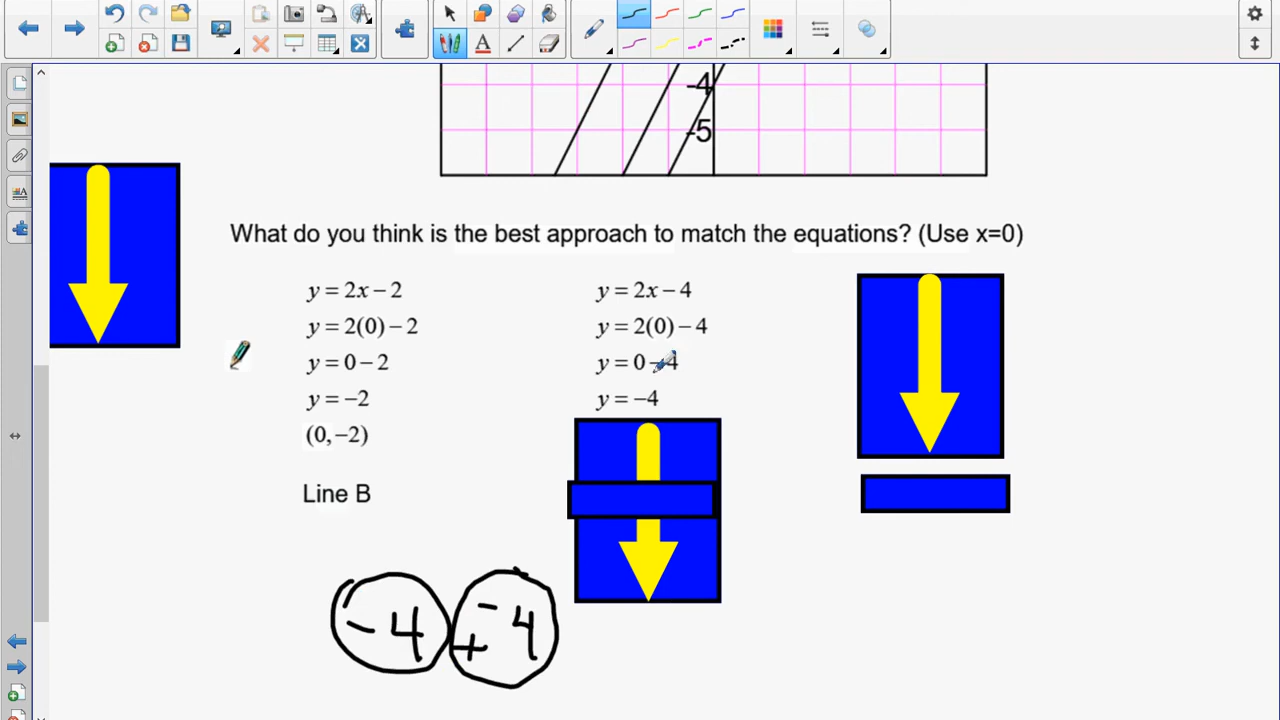 -4
-5
What do you think is the best approach to match the equations? (Use x=0)
y = 2x − 2
y = 2(0) − 2
y = 0 − 2
y = −2
(0, −2)
Line B
y = 2x − 4
y = 2(0) − 4
y = 0 − 4
y = −4
− 4
+ −4